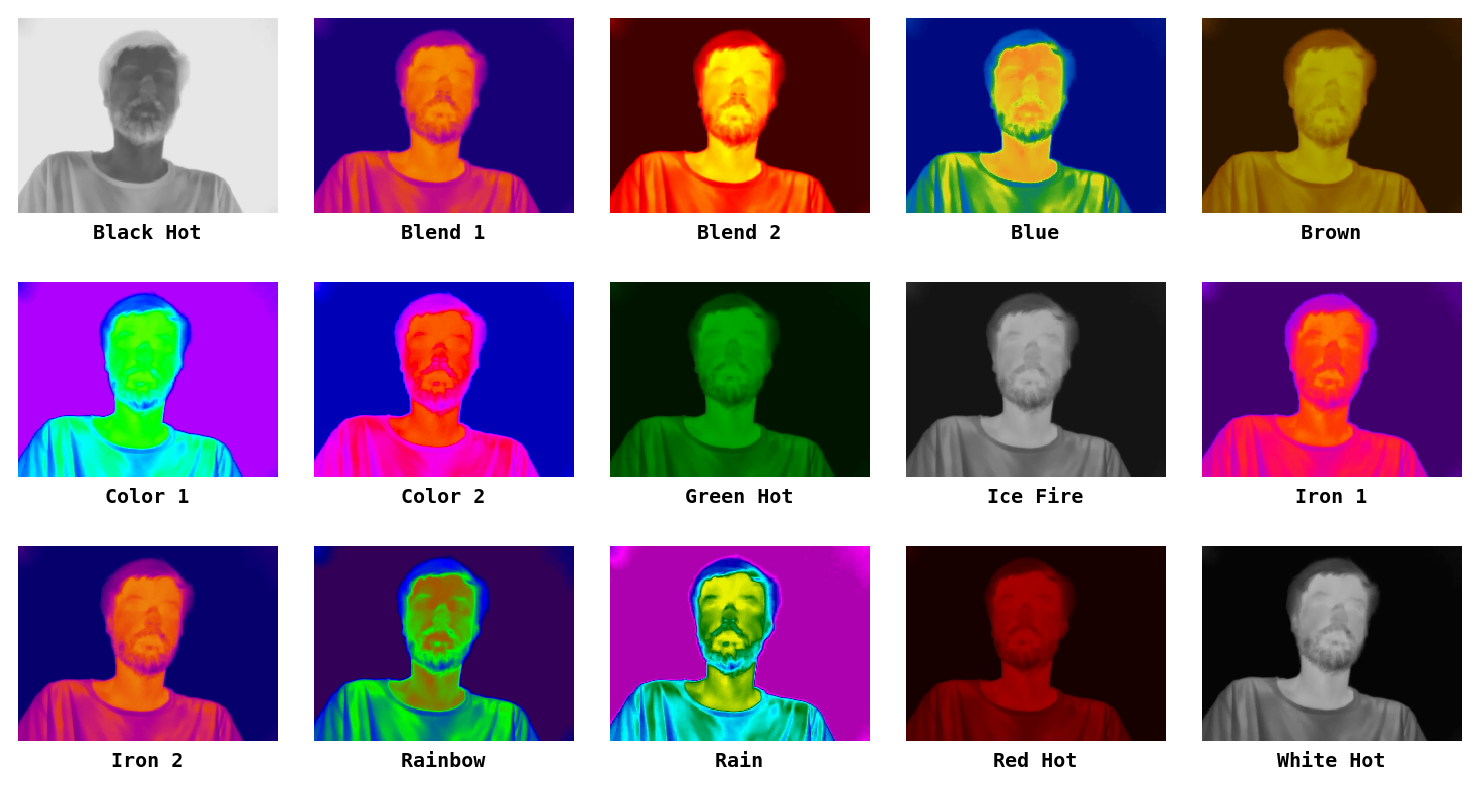 Black Hot
Blend 1
Blend 2
Blue
Brown
Color 1
Color 2
Green Hot
Ice Fire
Iron 1
Iron 2
Rainbow
Rain
Red Hot
White Hot